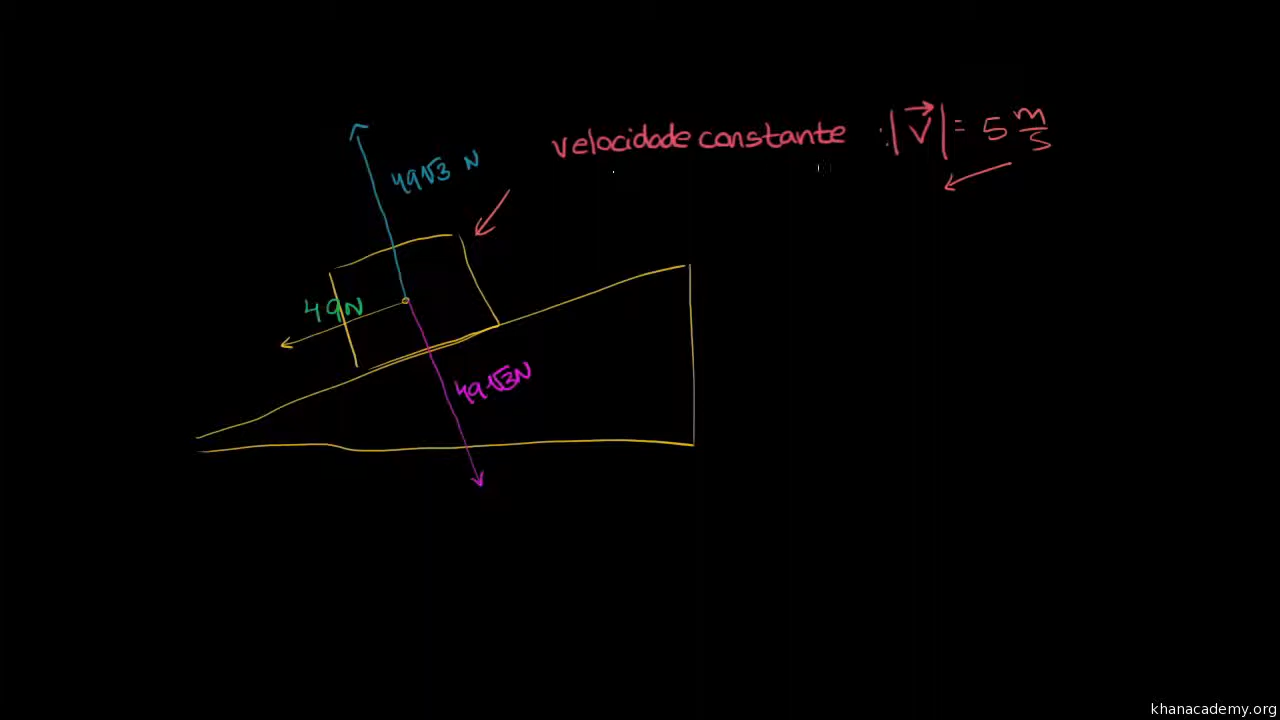 velocidade constante : |v⃗| = 5 m/s
49√3 N
49N
49√3N
khanacademy.org